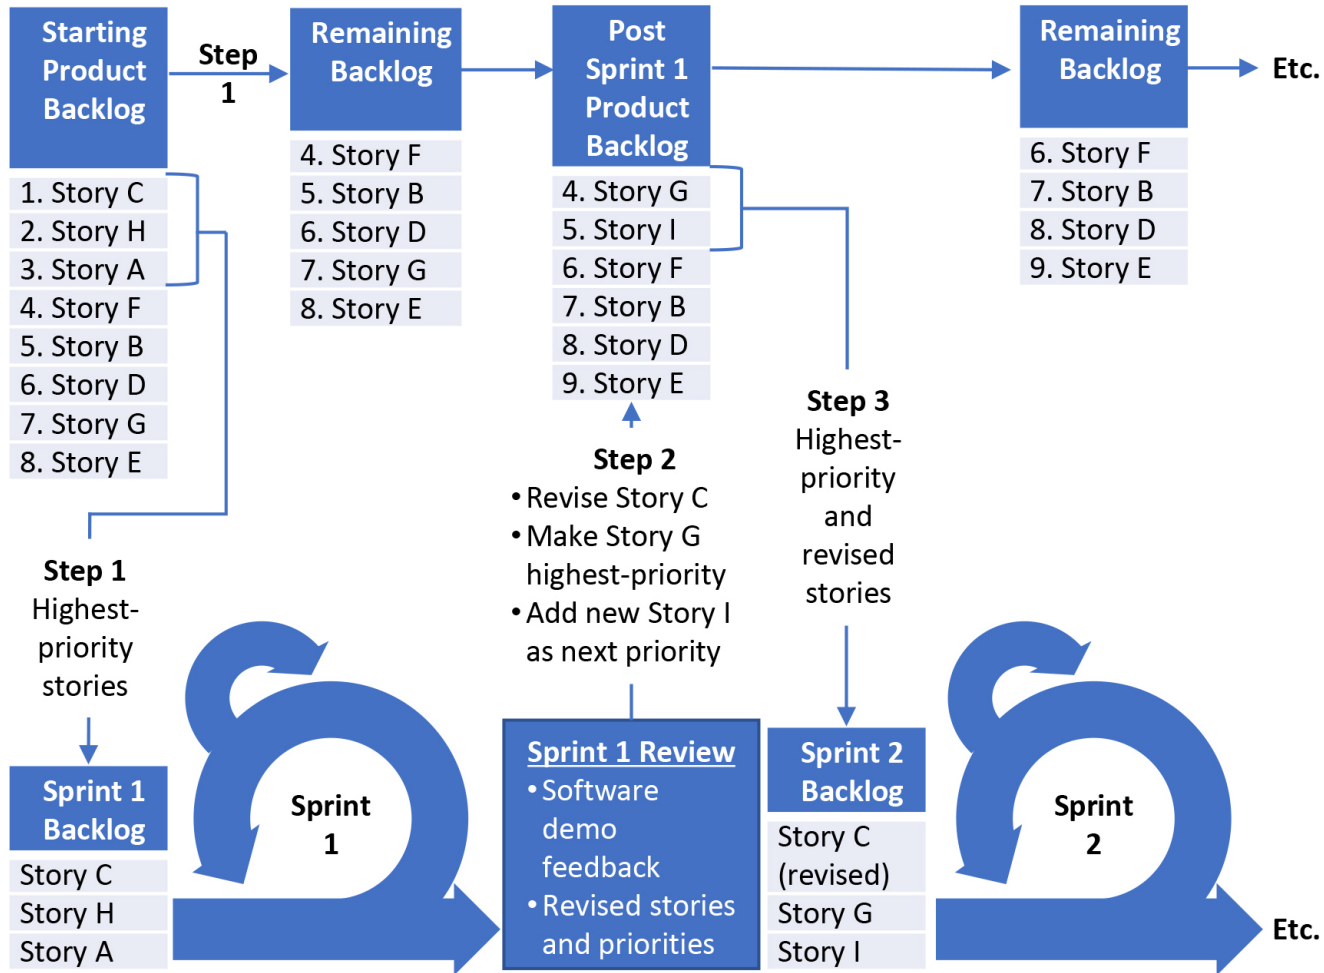 Starting
Product
Backlog
1. Story C
2. Story H
3. Story A
4. Story F
5. Story B
6. Story D
7. Story G
8. Story E
Step
1
Remaining
Backlog
4. Story F
5. Story B
6. Story D
7. Story G
8. Story E
Post
Sprint 1
Product
Backlog
4. Story G
5. Story I
6. Story F
7. Story B
8. Story D
9. Story E
Remaining
Backlog
6. Story F
7. Story B
8. Story D
9. Story E
Etc.
Step 1
Highest-
priority
stories
Step 2
• Revise Story C
• Make Story G
highest-priority
• Add new Story I
as next priority
Step 3
Highest-
priority
and
revised
stories
Sprint 1
Backlog
Story C
Story H
Story A
Sprint
1
Sprint 1 Review
• Software
demo
feedback
• Revised stories
and priorities
Sprint 2
Backlog
Story C
(revised)
Story G
Story I
Sprint
2
Etc.